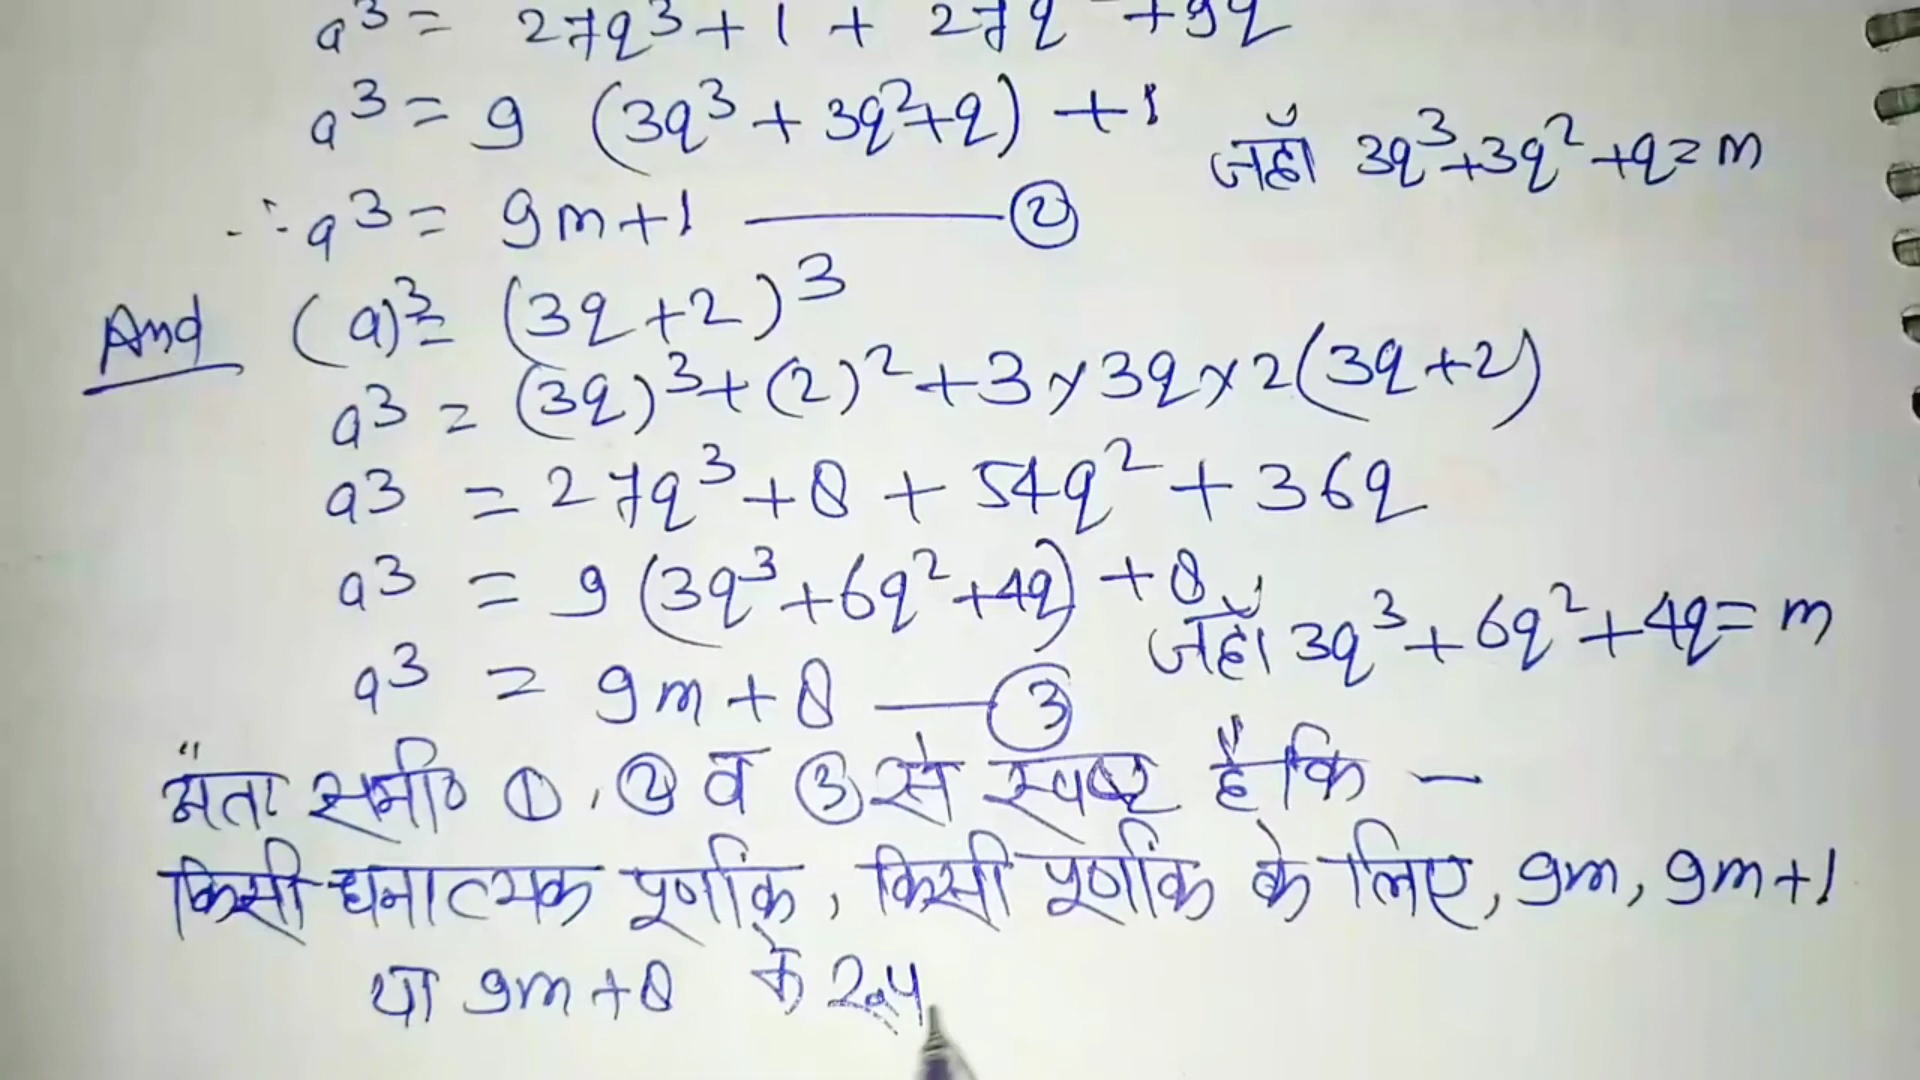 a³ = 27q³ + 1 + 27q² + 9q
a³ = 9 (3q³ + 3q² + q) + 1
जहाँ 3q³ + 3q² + q = m
∴ a³ = 9m + 1 ——— ②
And (a)³ = (3q + 2)³
a³ = (3q)³ + (2)² + 3 × 3q × 2 (3q + 2)
a³ = 27q³ + 8 + 54q² + 36q
a³ = 9 (3q³ + 6q² + 4q) + 8
जहाँ 3q³ + 6q² + 4q = m
a³ = 9m + 8 —— ③
अतः समी० ①, ② व ③ से स्पष्ट है कि –
किसी धनात्मक पूर्णांक, किसी पूर्णांक के लिए, 9m, 9m + 1
या 9m + 8 के रूप